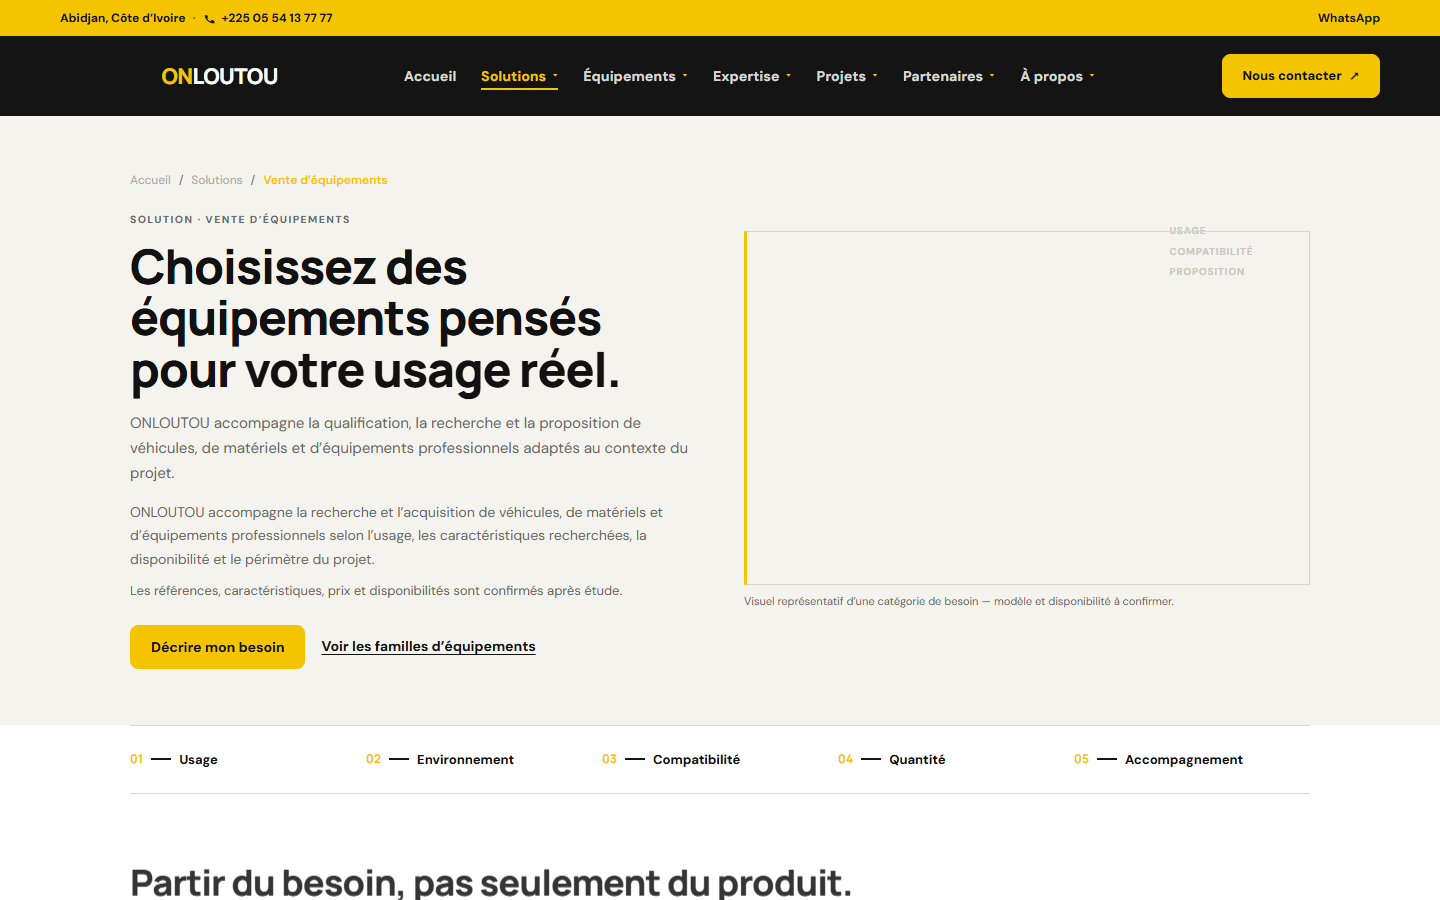 Abidjan, Côte d’Ivoire · +225 05 54 13 77 77
WhatsApp
ONLOUTOU
Accueil
Solutions
Équipements
Expertise
Projets
Partenaires
À propos
Nous contacter ↗
Accueil / Solutions / Vente d’équipements
SOLUTION · VENTE D’ÉQUIPEMENTS
Choisissez des
équipements pensés
pour votre usage réel.
ONLOUTOU accompagne la qualification, la recherche et la proposition de
véhicules, de matériels et d’équipements professionnels adaptés au contexte du
projet.
ONLOUTOU accompagne la recherche et l’acquisition de véhicules, de matériels et
d’équipements professionnels selon l’usage, les caractéristiques recherchées, la
disponibilité et le périmètre du projet.
Les références, caractéristiques, prix et disponibilités sont confirmés après étude.
Décrire mon besoin
Voir les familles d’équipements
USAGE
COMPATIBILITÉ
PROPOSITION
Visuel représentatif d’une catégorie de besoin — modèle et disponibilité à confirmer.
01 — Usage
02 — Environnement
03 — Compatibilité
04 — Quantité
05 — Accompagnement
Partir du besoin, pas seulement du produit.